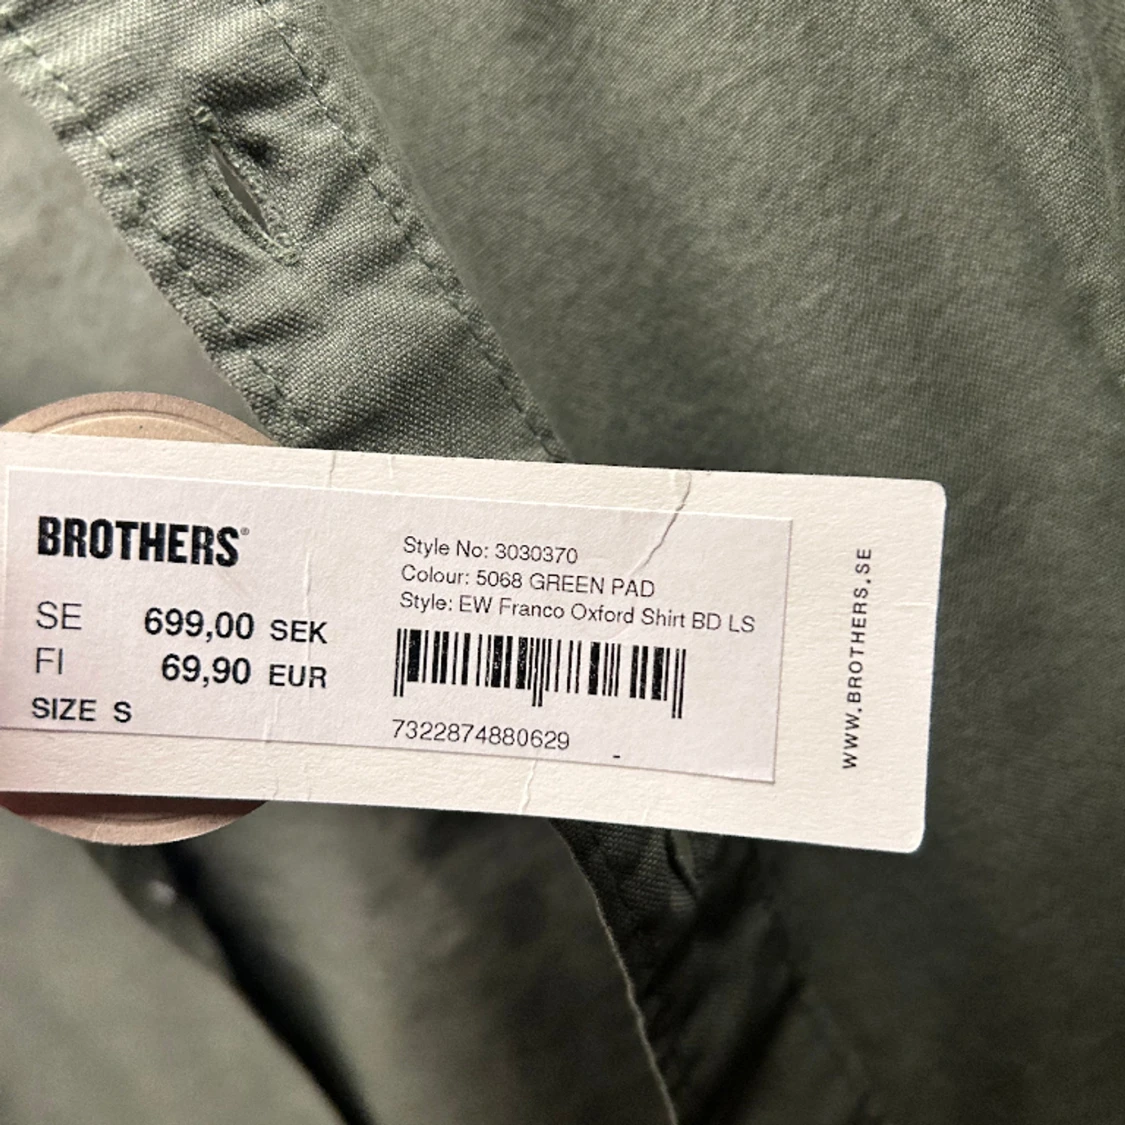 BROTHERS®
SE 699,00 SEK
FI 69,90 EUR
SIZE S
Style No: 3030370
Colour: 5068 GREEN PAD
Style: EW Franco Oxford Shirt BD LS
7322874880629
-
WWW.BROTHERS.SE